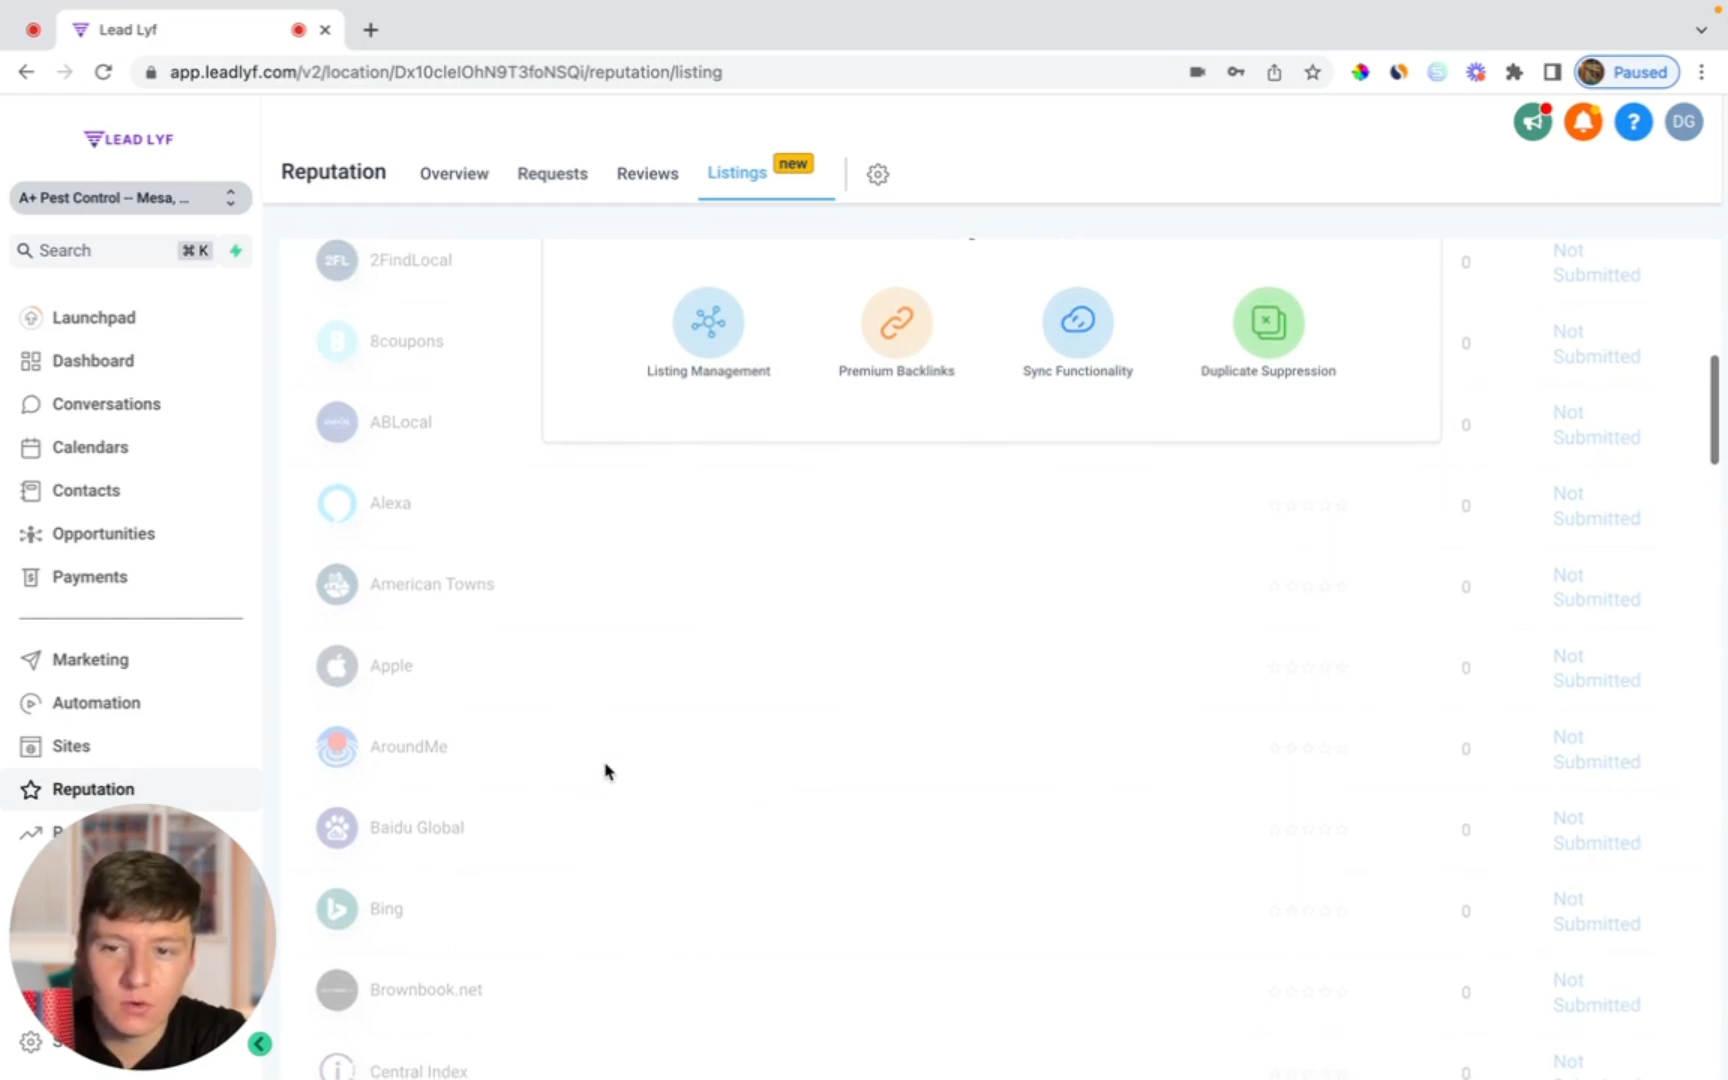 Lead Lyf
app.leadlyf.com/v2/location/Dx10cleIOhN9T3foNSQi/reputation/listing
Paused
LEAD LYF
DG
A+ Pest Control -- Mesa, ...
Search ⌘ K
Launchpad
Dashboard
Conversations
Calendars
Contacts
Opportunities
Payments
Marketing
Automation
Sites
Reputation
Reputation
Overview
Requests
Reviews
Listings
new
2FL 2FindLocal 0 Not Submitted
8 8coupons 0 Not Submitted
ABLocal 0 Not Submitted
Listing Management
Premium Backlinks
Sync Functionality
Duplicate Suppression
Alexa 0 Not Submitted
American Towns 0 Not Submitted
Apple 0 Not Submitted
AroundMe 0 Not Submitted
Baidu Global 0 Not Submitted
Bing 0 Not Submitted
Brownbook.net 0 Not Submitted
Central Index 0 Not